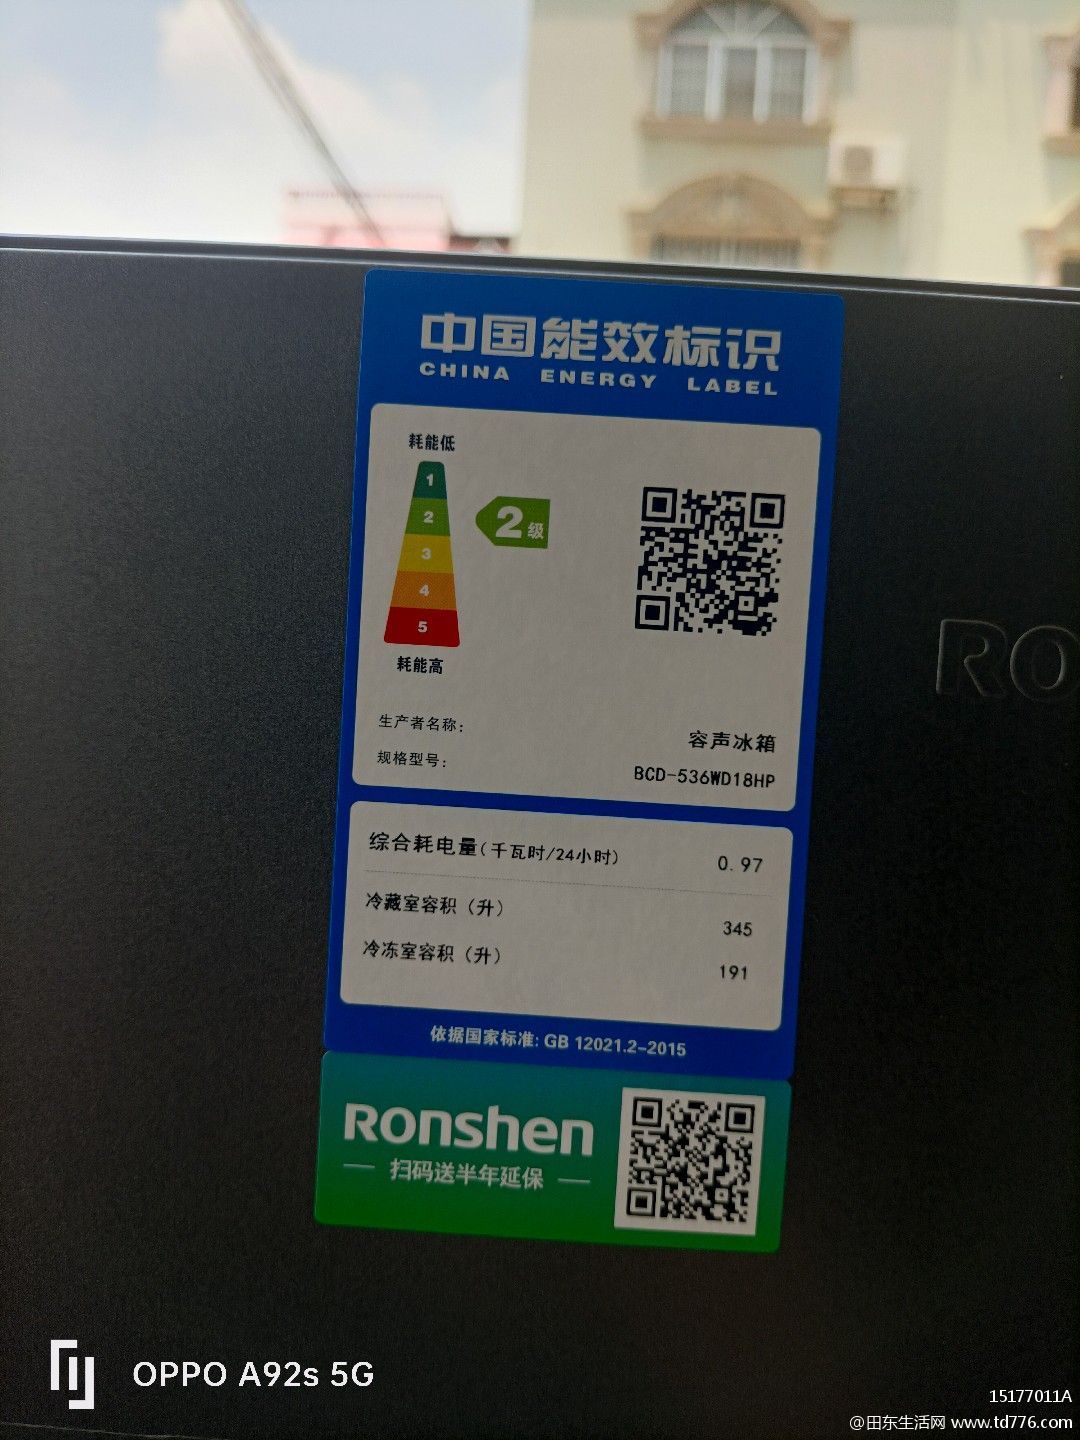 中国能效标识
CHINA ENERGY LABEL
耗能低
1
2
3
4
5
2级
耗能高
生产者名称:
容声冰箱
规格型号:
BCD-536WD18HP
综合耗电量(千瓦时/24小时) 0.97
冷藏室容积（升） 345
冷冻室容积（升） 191
依据国家标准: GB 12021.2-2015
Ronshen
扫码送半年延保
RO
OPPO A92s 5G
15177011A
@田东生活网 www.td776.com